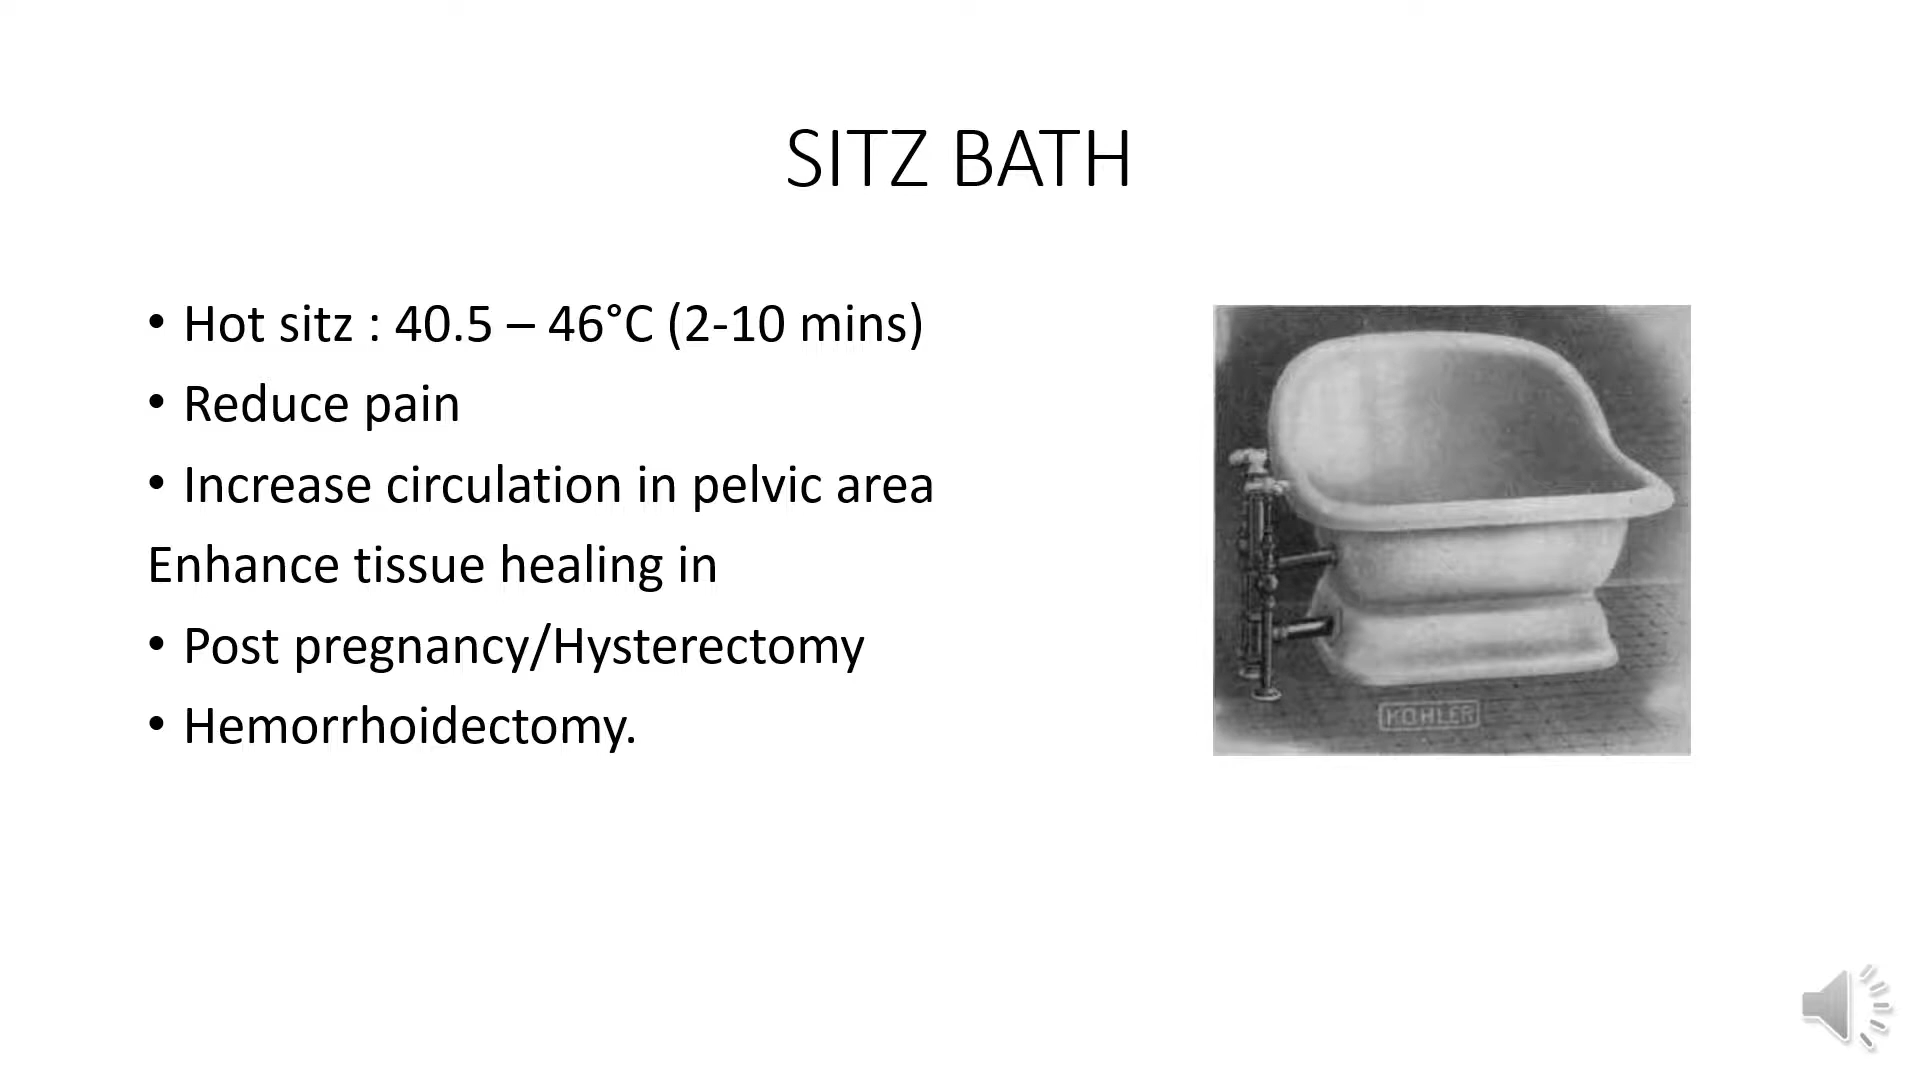 SITZ BATH
• Hot sitz : 40.5 – 46°C (2-10 mins)
• Reduce pain
• Increase circulation in pelvic area
Enhance tissue healing in
• Post pregnancy/Hysterectomy
• Hemorrhoidectomy.
KOHLER